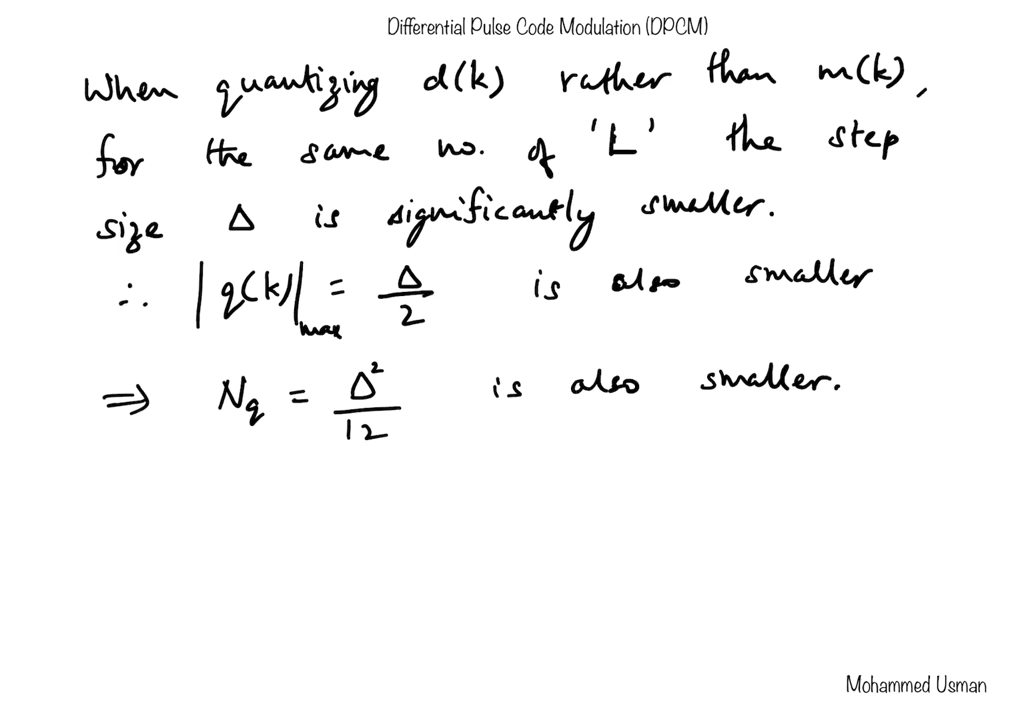 Differential Pulse Code Modulation (DPCM)
When quantizing d(k) rather than m(k),
for the same no. of 'L' the step
size Δ is significantly smaller.
∴ |q(k)|max = Δ/2 is also smaller
⇒ Nq = Δ²/12 is also smaller.
Mohammed Usman